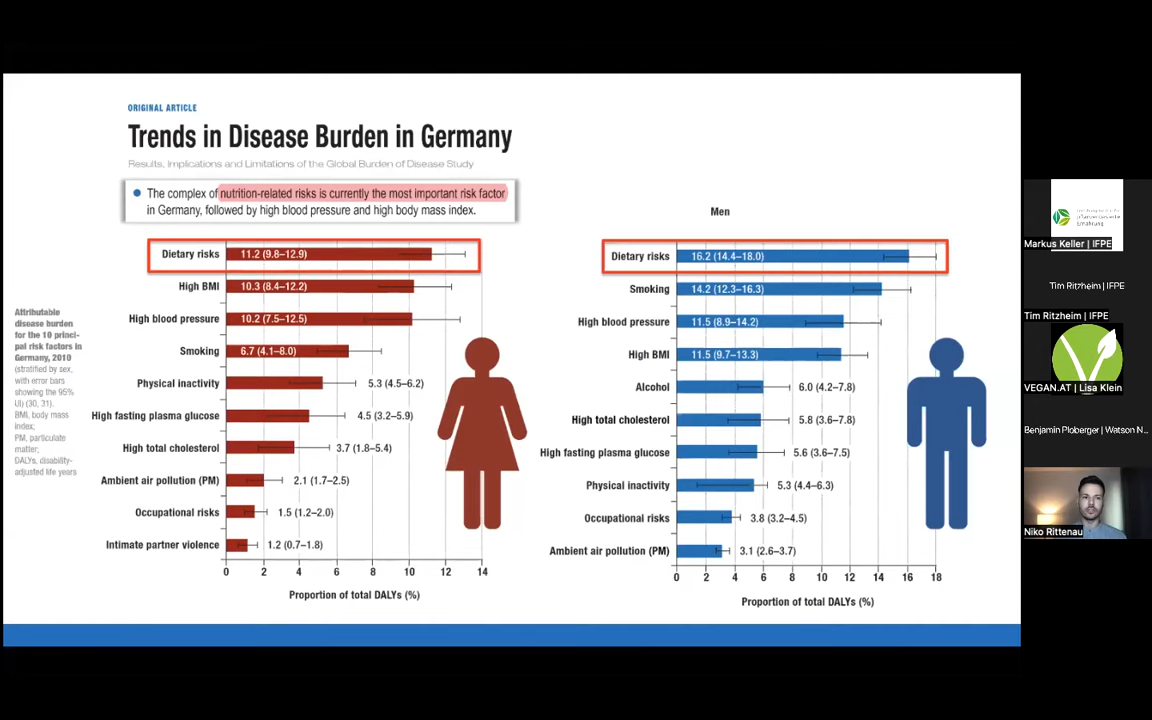 ORIGINAL ARTICLE
Trends in Disease Burden in Germany
Results, Implications and Limitations of the Global Burden of Disease Study
The complex of nutrition-related risks is currently the most important risk factor
in Germany, followed by high blood pressure and high body mass index.
Attributable
disease burden
for the 10 princi-
pal risk factors in
Germany, 2010
(stratified by sex,
with error bars
showing the 95%
UI) (30, 31).
BMI, body mass
index;
PM, particulate
matter;
DALYs, disability-
adjusted life years
Dietary risks 11.2 (9.8–12.9)
High BMI 10.3 (8.4–12.2)
High blood pressure 10.2 (7.5–12.5)
Smoking 6.7 (4.1–8.0)
Physical inactivity 5.3 (4.5–6.2)
High fasting plasma glucose 4.5 (3.2–5.9)
High total cholesterol 3.7 (1.8–5.4)
Ambient air pollution (PM) 2.1 (1.7–2.5)
Occupational risks 1.5 (1.2–2.0)
Intimate partner violence 1.2 (0.7–1.8)
0 2 4 6 8 10 12 14
Proportion of total DALYs (%)
Men
Dietary risks 16.2 (14.4–18.0)
Smoking 14.2 (12.3–16.3)
High blood pressure 11.5 (8.9–14.2)
High BMI 11.5 (9.7–13.3)
Alcohol 6.0 (4.2–7.8)
High total cholesterol 5.8 (3.6–7.8)
High fasting plasma glucose 5.6 (3.6–7.5)
Physical inactivity 5.3 (4.4–6.3)
Occupational risks 3.8 (3.2–4.5)
Ambient air pollution (PM) 3.1 (2.6–3.7)
0 2 4 6 8 10 12 14 16 18
Proportion of total DALYs (%)
pflanzenbasierte
Ernährung
Markus Keller | IFPE
Tim Ritzheim | IFPE
Tim Ritzheim | IFPE
VEGAN.AT | Lisa Klein
Benjamin Ploberger | Watson N...
Niko Rittenau